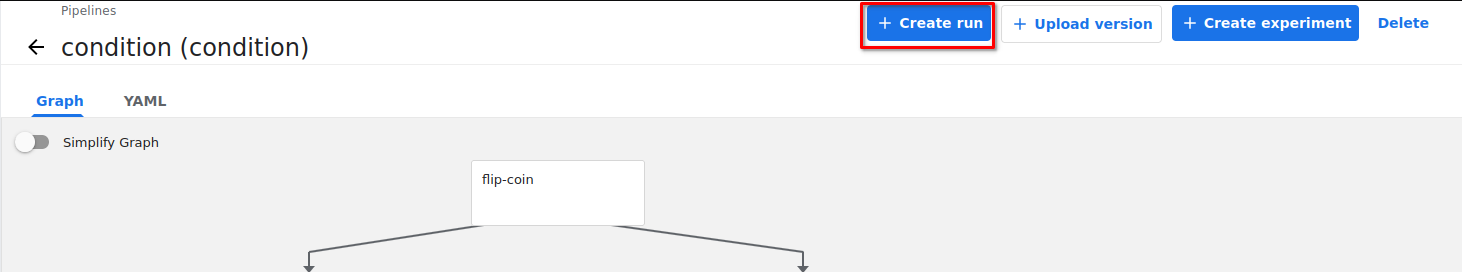 Pipelines
condition (condition)
+ Create run
+ Upload version
+ Create experiment
Delete
Graph
YAML
Simplify Graph
flip-coin